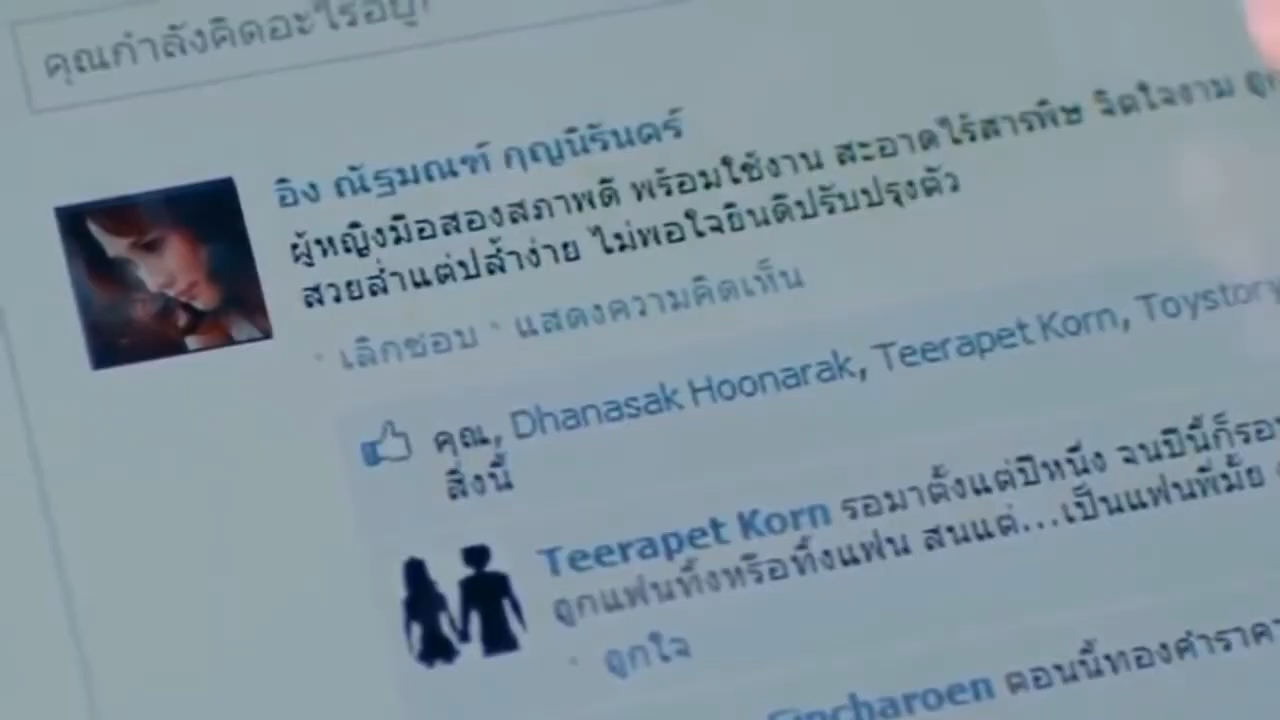 คุณกำลังคิดอะไรอยู่?
อิง ณัฐมณฑ์ กุญนิรันดร์
ผู้หญิงมือสองสภาพดี พร้อมใช้งาน สะอาดไร้สารพิษ จิตใจงาม ถูก
สวยล่ำแต่ปล้ำง่าย ไม่พอใจยินดีปรับปรุงตัว
เลิกชอบ · แสดงความคิดเห็น
คุณ, Dhanasak Hoonarak, Teerapet Korn, Toystory
สิ่งนี้
Teerapet Korn รอมาตั้งแต่ปีหนึ่ง จนปีนี้ก็รอ
ถูกแฟนทิ้งหรือทิ้งแฟน สนแต่...เป็นแฟนพี่มั้ย
· ถูกใจ
ตอนนี้ทองคำราคา